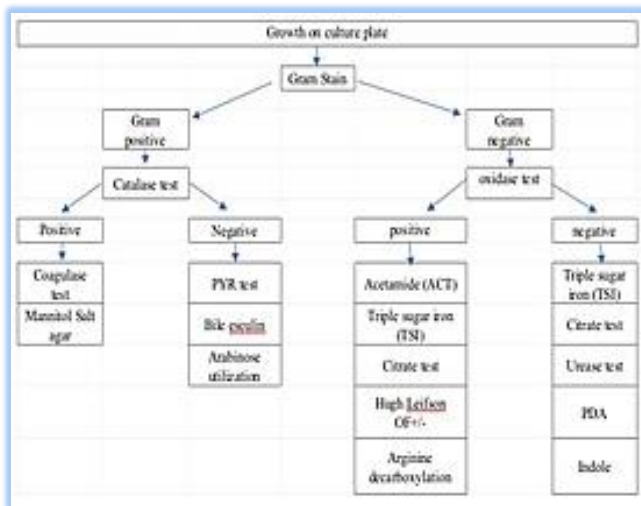 Growth on culture plate
Gram Stain
Gram
positive
Gram
negative
Catalase test
oxidase test
Positive
Negative
positive
negative
Coagulase
test
Mannitol Salt
agar
PYR test
Bile esculin
Arabinose
utilization
Acetamide (ACT)
Triple sugar iron
(TSI)
Citrate test
Hugh Leifson
OF+/-
Arginine
decarboxylation
Triple sugar
iron (TSI)
Citrate test
Urease test
PDA
Indole